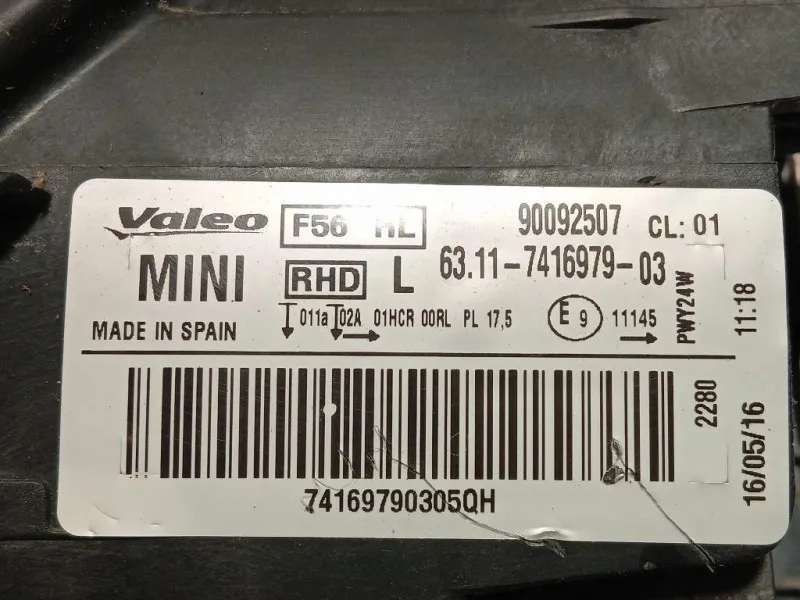 Valeo F56 HL 90092507 CL: 01
MINI RHD L 63.11-7416979-03
MADE IN SPAIN 011a 02A 01HCR 00RL PL 17,5 E 9 11145
PWY24W
11:18
2280
16/05/16
74169790305QH